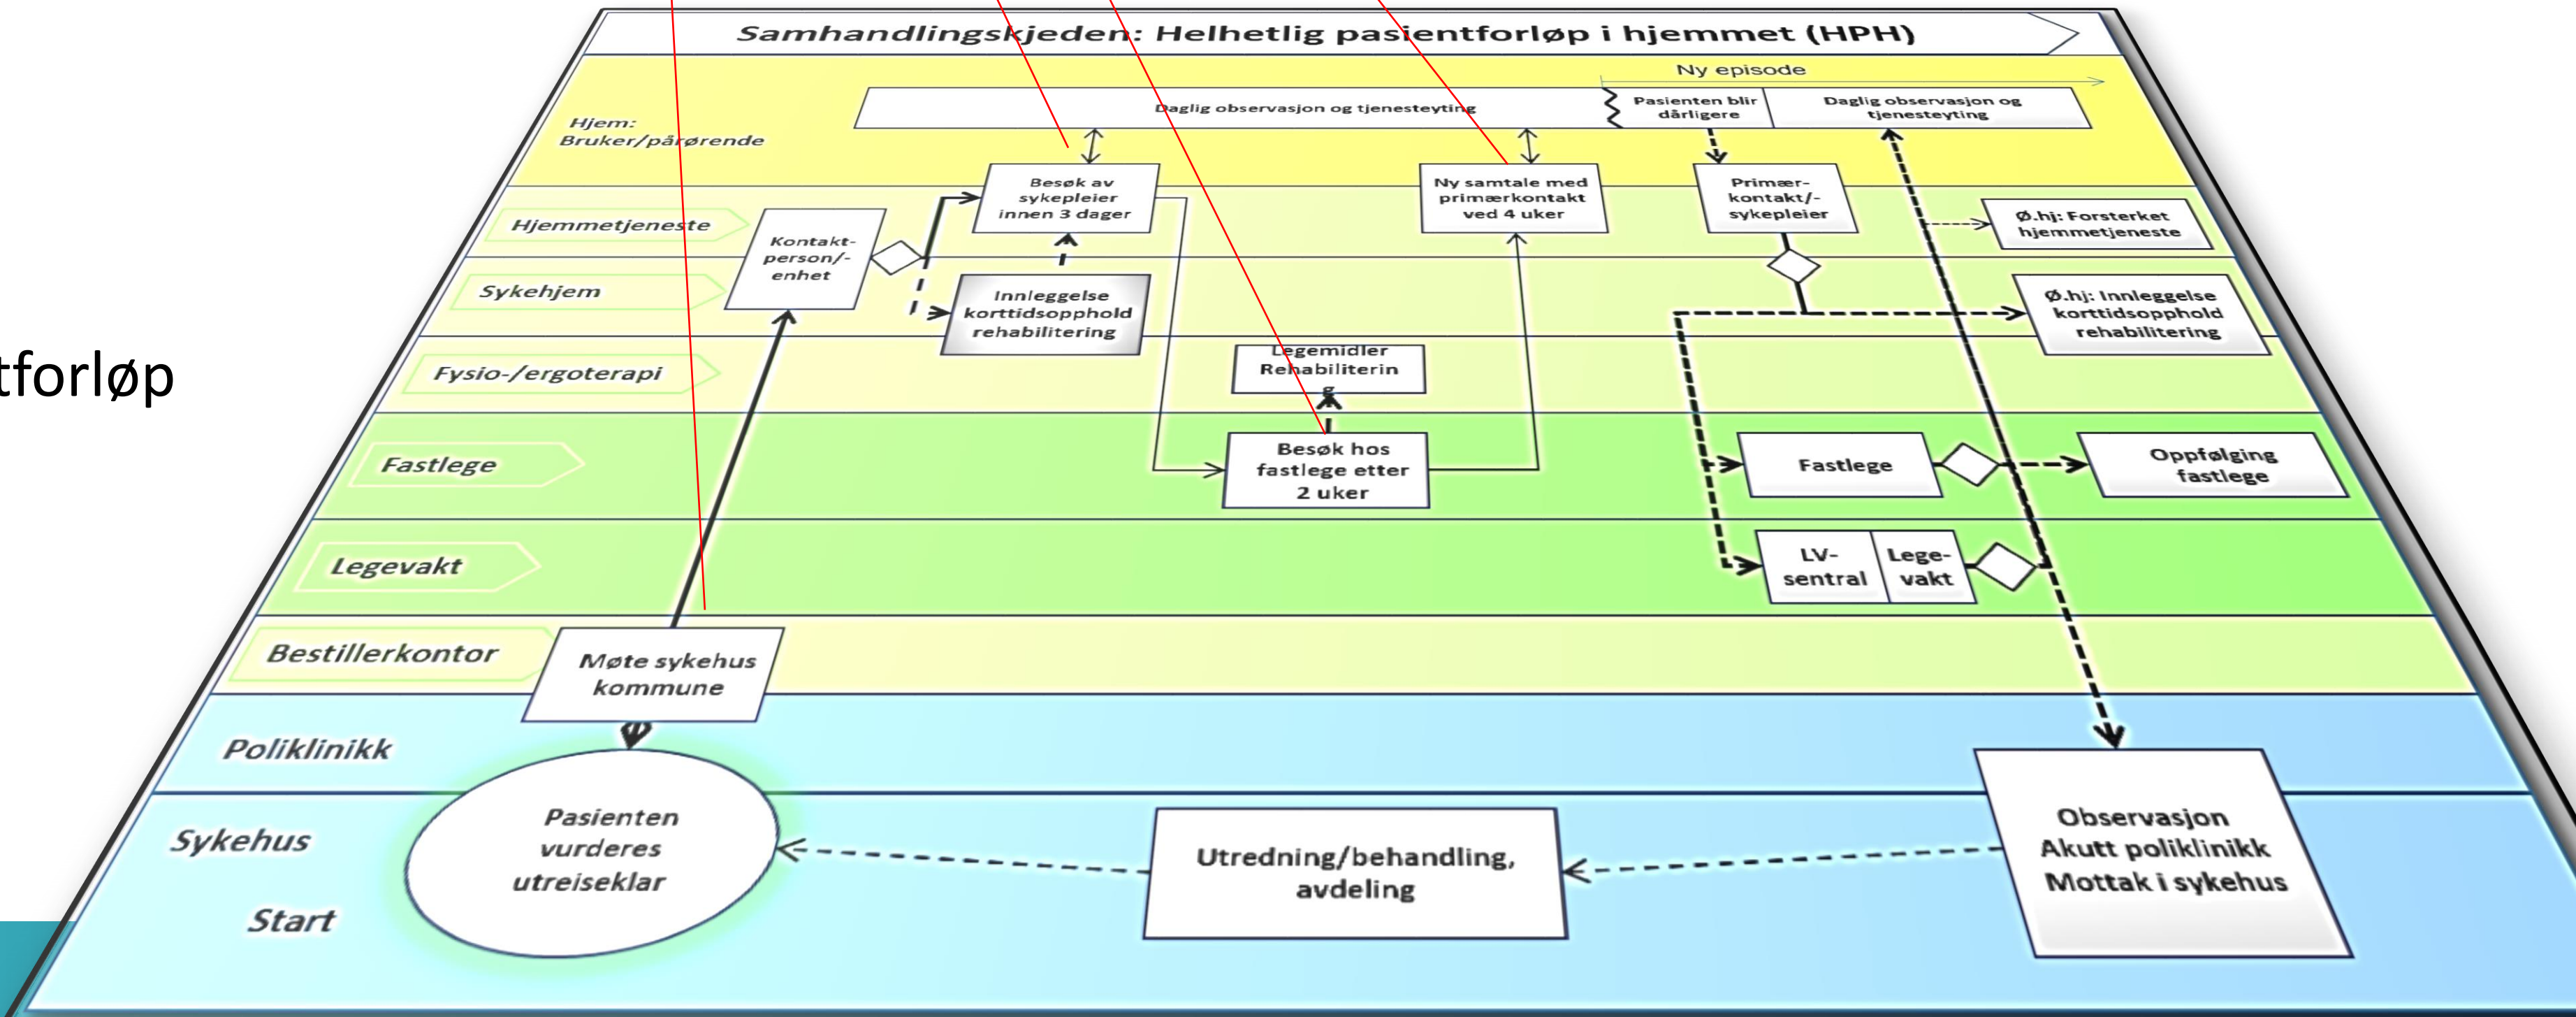 Samhandlingskjeden: Helhetlig pasientforløp i hjemmet (HPH)
Ny episode
Daglig observasjon og tjenesteyting
Pasienten blir
dårligere
Daglig observasjon og
tjenesteyting
Hjem:
Bruker/pårørende
Besøk av
sykepleier
innen 3 dager
Ny samtale med
primærkontakt
ved 4 uker
Primær-
kontakt/-
sykepleier
Ø.hj: Forsterket
hjemmetjeneste
Hjemmetjeneste
Kontakt-
person/-
enhet
Sykehjem
Innleggelse
korttidsopphold
rehabilitering
Ø.hj: Innleggelse
korttidsopphold
rehabilitering
tforløp
Fysio-/ergoterapi
Legemidler
Rehabiliterin
g
Fastlege
Besøk hos
fastlege etter
2 uker
Fastlege
Oppfølging
fastlege
Legevakt
LV-
sentral
Lege-
vakt
Bestillerkontor
Møte sykehus
kommune
Poliklinikk
Sykehus
Start
Pasienten
vurderes
utreiseklar
Utredning/behandling,
avdeling
Observasjon
Akutt poliklinikk
Mottak i sykehus